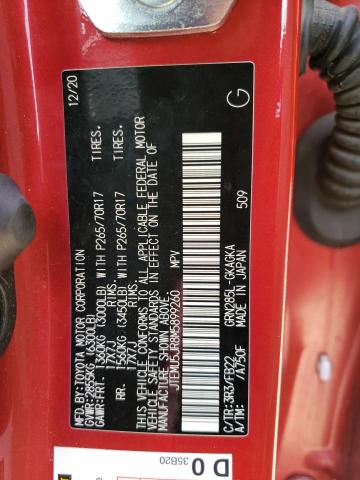 MFD.BY:TOYOTA MOTOR CORPORATION 12/20
GVWR:2855KG(6300LB)
GAWR-FRT. 1360KG (3000LB) WITH P265/70R17 TIRES.
17X7J RIMS.
RR. 1560KG (3450LB) WITH P265/70R17 TIRES.
17X7J RIMS.
THIS VEHICLE CONFORMS TO ALL APPLICABLE FEDERAL MOTOR
VEHICLE SAFETY STANDARDS IN EFFECT ON THE DATE OF
MANUFACTURE SHOWN ABOVE.
JTEMU5JR8M5899260 MPV
C/TR:3R3/FB22 GRN285L-GKAGKA
A/TM: /A750F MADE IN JAPAN 509
G
D 0
35B20